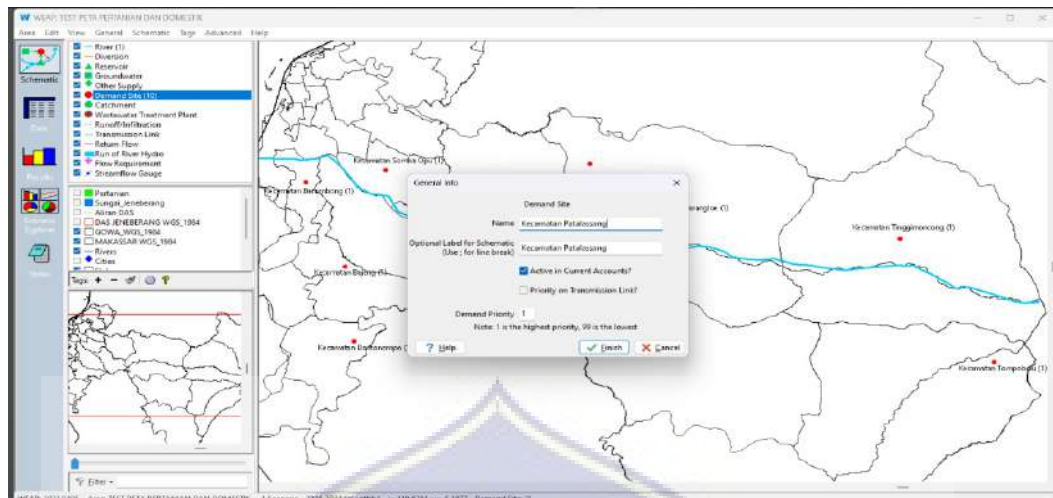 WEAP: TEST PETA PERTANIAN DAN DOMESTIK
Area Edit View General Schematic Tags Advanced Help
Schematic
River (1)
Diversion
Reservoir
Groundwater
Other Supply
Demand Site (10)
Catchment
Wastewater Treatment Plant
Runoff/Infiltration
Transmission Link
Return Flow
Run of River Hydro
Flow Requirement
Streamflow Gauge
Data
Results
Scenario Explorer
Notes
Pertanian
Sungai_Jeneberang
Aliran DAS
DAS JENEBERANG WGS_1984
GOWA_WGS_1984
MAKASSAR WGS_1984
Rivers
Cities
Tags:
Filter
Kecamatan Somba Opu (1)
Kecamatan Barombong (1)
Kecamatan Bajeng (1)
Kecamatan Tinggimoncong (1)
General Info
Demand Site
Name Kecamatan Patalassang
Optional Label for Schematic
(Use ; for line break) Kecamatan Patalassang
Active in Current Accounts?
Priority on Transmission Link?
Demand Priority 1
Note: 1 is the highest priority, 99 is the lowest
? Help
Finish
Cancel